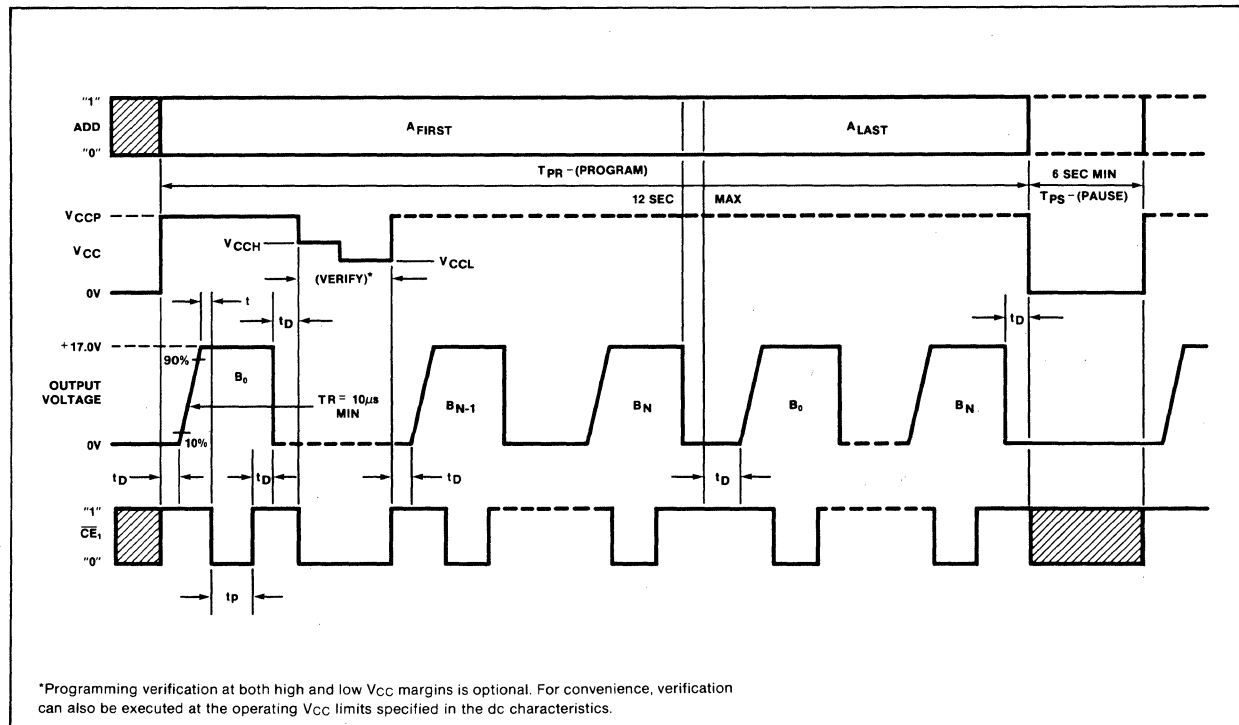 "1"
ADD
"0"
A FIRST
A LAST
TPR –(PROGRAM)
6 SEC MIN
12 SEC MAX
TPS –(PAUSE)
VCCP
VCC
VCCH
VCCL
(VERIFY)*
0V
t
tD
tD
+17.0V
90%
OUTPUT
VOLTAGE
B0
TR = 10μs
MIN
BN-1
BN
B0
BN
10%
0V
tD
tD
tD
tD
"1"
CE1
"0"
tp
*Programming verification at both high and low VCC margins is optional. For convenience, verification
can also be executed at the operating VCC limits specified in the dc characteristics.